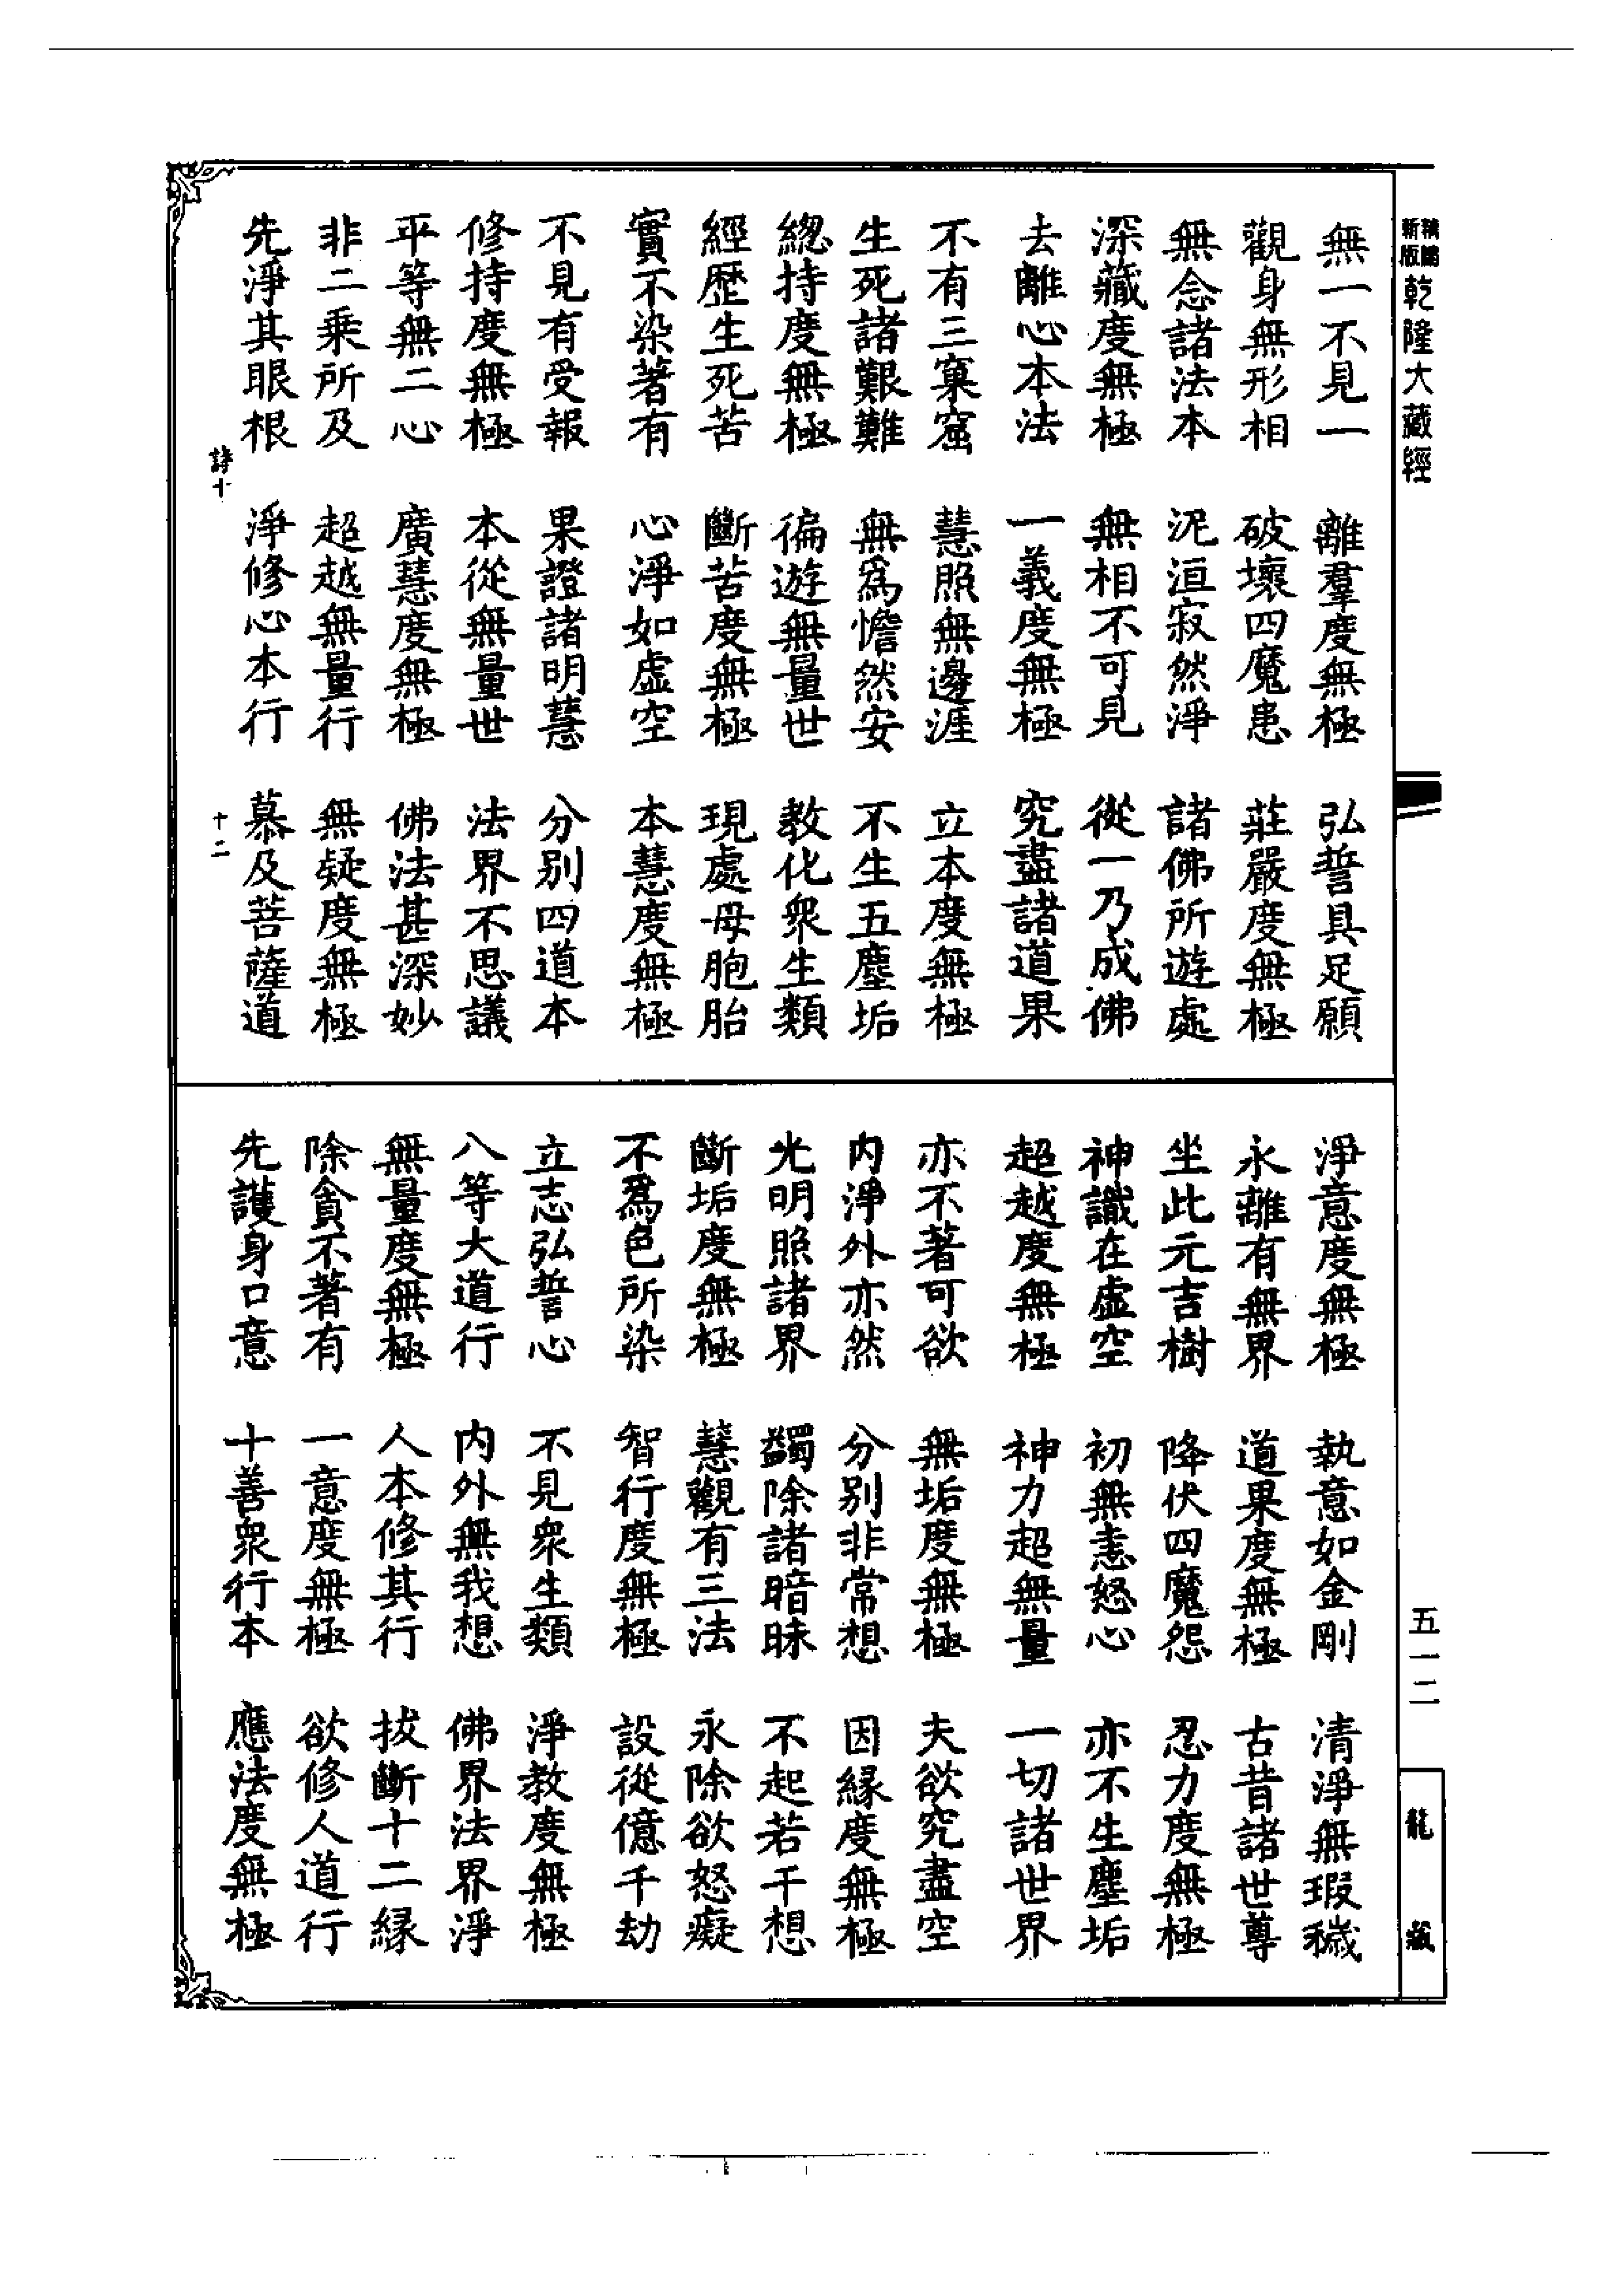 新版 乾隆大藏經
無一不見一 離羣度無極 弘誓具足願
觀身無形相 破壞四魔患 莊嚴度無極
無念諸法本 泥洹寂然淨 諸佛所遊處
深藏度無極 無相不可見 從一乃成佛
去離心本法 一義度無極 究盡諸道果
不有三窠窟 慧照無邊涯 立本度無極
生死諸艱難 無為憺然安 不生五塵垢
總持度無極 徧遊無量世 教化衆生類
經歷生死苦 斷苦度無極 現處母胞胎
實不染著有 心淨如虛空 本慧度無極
不見有受報 果證諸明慧 分別四道本
修持度無極 本從無量世 法界不思議
平等無二心 廣慧度無極 佛法甚深妙
非二乘所及 超越無量行 無疑度無極
先淨其眼根 淨修心本行 慕及菩薩道
詩十 十二
淨意度無極 執意如金剛 清淨無瑕穢
永離有無界 道果度無極 古昔諸世尊
坐此元吉樹 降伏四魔怨 忍力度無極
神識在虛空 初無恚怒心 亦不生塵垢
超越度無極 神力超無量 一切諸世界
亦不著可欲 無垢度無極 夫欲究盡空
内淨外亦然 分別非常想 因縁度無極
光明照諸界 蠲除諸暗昧 不起若干想
斷垢度無極 慧觀有三法 永除欲怒癡
不為色所染 智行度無極 設從億千劫
立志弘誓心 不見衆生類 淨教度無極
八等大道行 内外無我想 佛界法界淨
無量度無極 人本修其行 拔斷十二縁
除貪不著有 一意度無極 欲修人道行
先護身口意 十善衆行本 應法度無極
五一二
龍藏